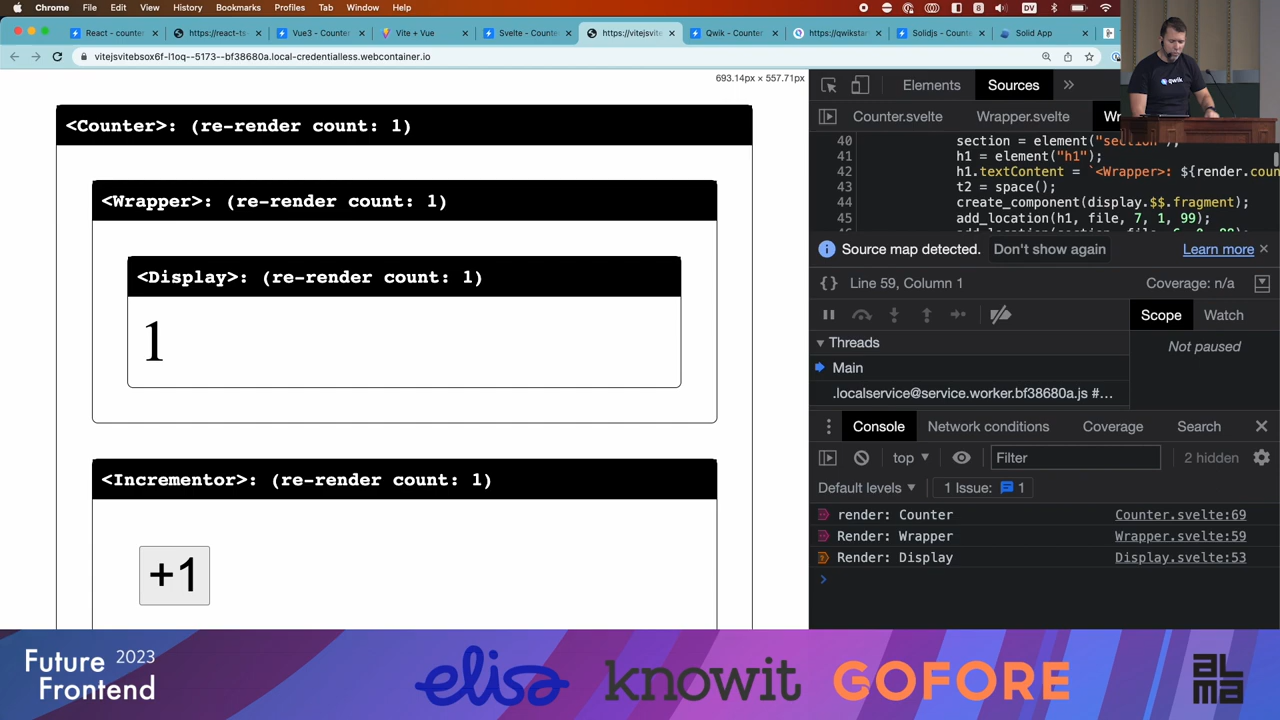 Chrome File Edit View History Bookmarks Profiles Tab Window Help
8 DV
React - counter
https://react-ts
Vue3 - Counte
Vite + Vue
Svelte - Counte
https://vitejsvite
Qwik - Counter
https://qwikstar
Solidjs - Counte
Solid App
vitejsvitebsox6f-l1oq--5173--bf38680a.local-credentialless.webcontainer.io
693.14px × 557.71px
<Counter>: (re-render count: 1)
<Wrapper>: (re-render count: 1)
<Display>: (re-render count: 1)
1
<Incrementor>: (re-render count: 1)
+1
Elements Sources »
Counter.svelte Wrapper.svelte Wr
40 section = element("section");
41 h1 = element("h1");
42 h1.textContent = `<Wrapper>: ${render.coun
43 t2 = space();
44 create_component(display.$$.fragment);
45 add_location(h1, file, 7, 1, 99);
Source map detected. Don't show again Learn more ×
{} Line 59, Column 1 Coverage: n/a
Scope Watch
Threads
Not paused
Main
.localservice@service.worker.bf38680a.js #…
Console Network conditions Coverage Search
top Filter 2 hidden
Default levels 1 Issue: 1
render: Counter Counter.svelte:69
Render: Wrapper Wrapper.svelte:59
Render: Display Display.svelte:53
qwik
Future 2023
Frontend
elisa
knowit
GOFORE
ALMA